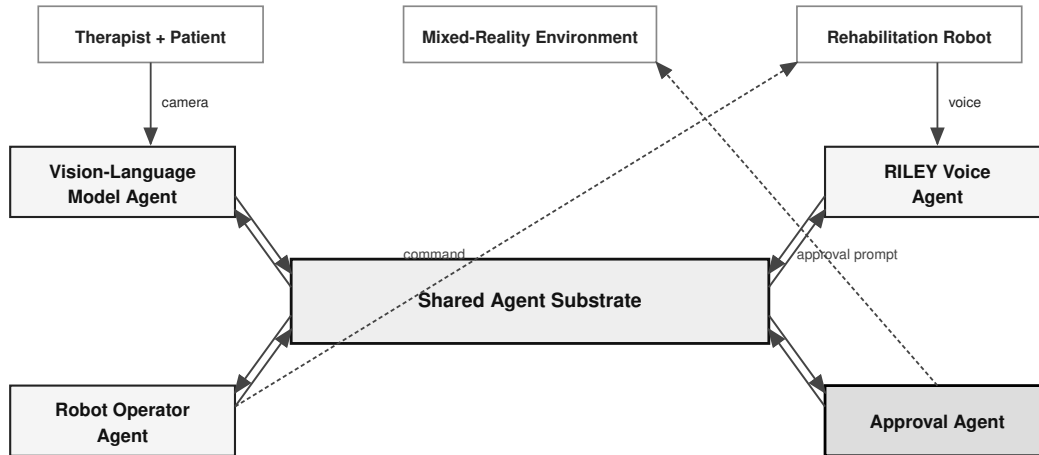 Therapist + Patient
Mixed-Reality Environment
Rehabilitation Robot
camera
voice
Vision-Language
Model Agent
RILEY Voice
Agent
command
approval prompt
Shared Agent Substrate
Robot Operator
Agent
Approval Agent